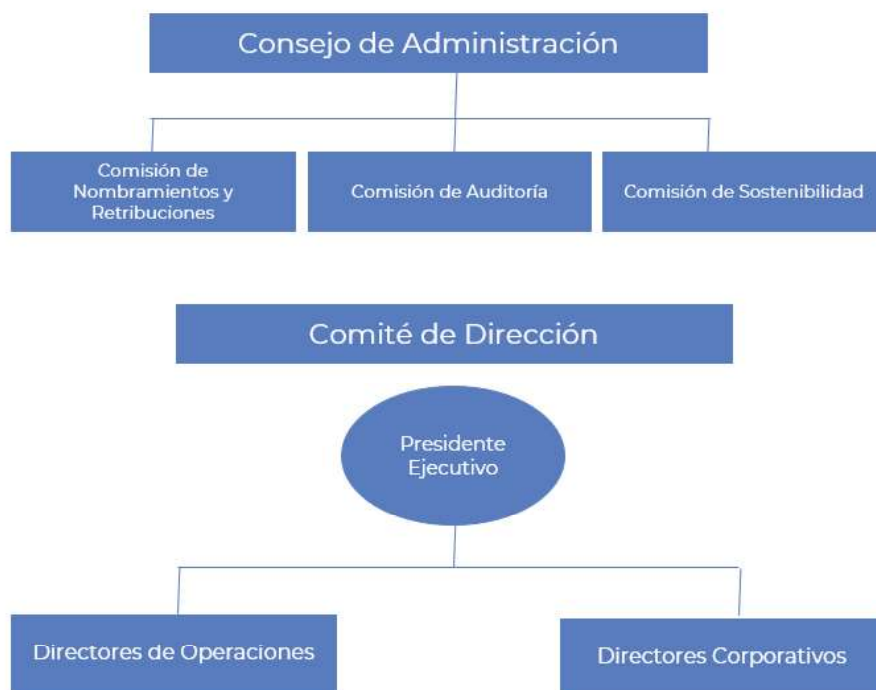 Consejo de Administración
Comisión de
Nombramientos y
Retribuciones
Comisión de Auditoría
Comisión de Sostenibilidad
Comité de Dirección
Presidente
Ejecutivo
Directores de Operaciones
Directores Corporativos